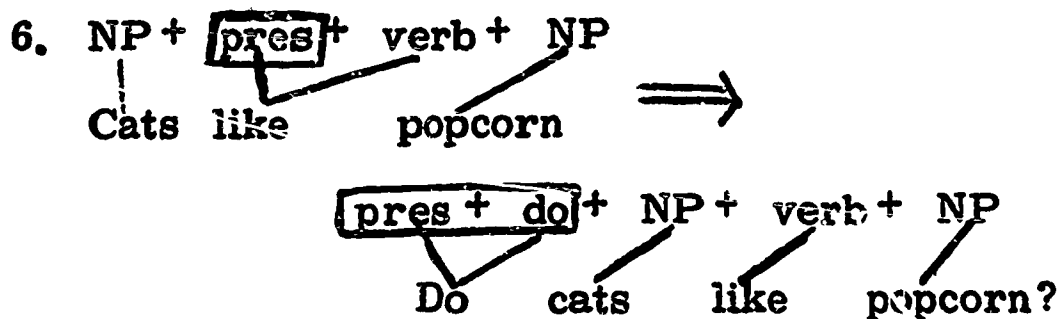 6. NP + pres + verb + NP
Cats like popcorn
pres + do + NP + verb + NP
Do cats like popcorn?